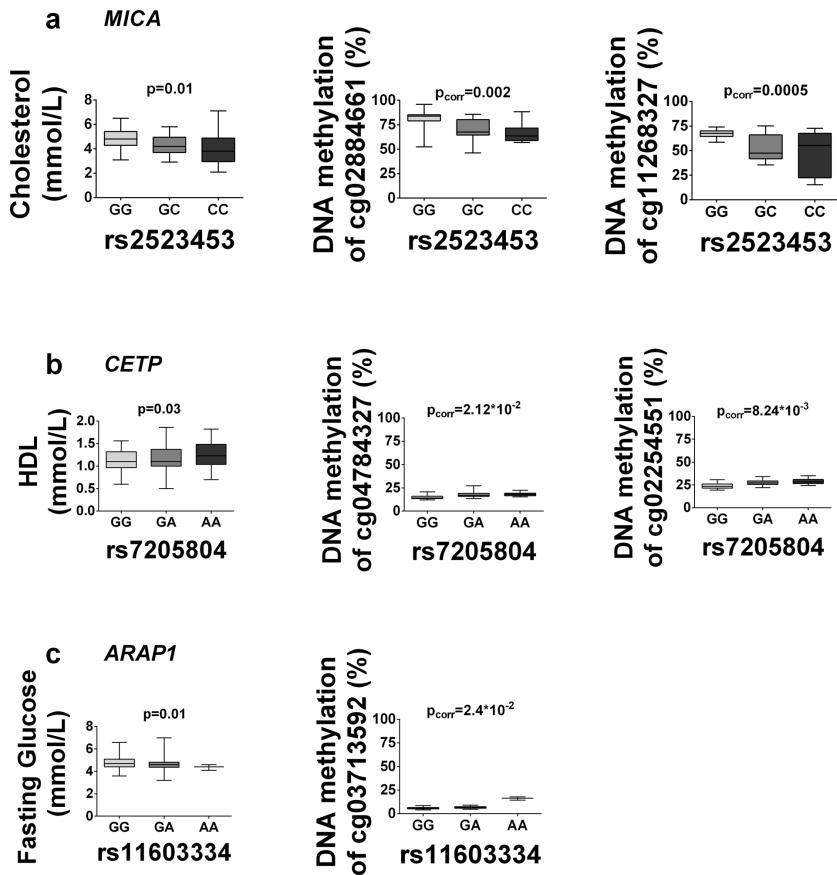 a MICA
Cholesterol
(mmol/L)
p=0.01
8
6
4
2
0
GG GC CC
rs2523453
DNA methylation
of cg02884661 (%)
pcorr=0.002
100
75
50
25
0
GG GC CC
rs2523453
DNA methylation
of cg11268327 (%)
pcorr=0.0005
100
75
50
25
0
GG GC CC
rs2523453
b CETP
HDL
(mmol/L)
p=0.03
2.0
1.5
1.0
0.5
0.0
GG GA AA
rs7205804
DNA methylation
of cg04784327 (%)
pcorr=2.12*10-2
100
75
50
25
0
GG GA AA
rs7205804
DNA methylation
of cg02254551 (%)
pcorr=8.24*10-3
100
75
50
25
0
GG GA AA
rs7205804
c ARAP1
Fasting Glucose
(mmol/L)
p=0.01
8
6
4
2
0
GG GA AA
rs11603334
DNA methylation
of cg03713592 (%)
pcorr=2.4*10-2
100
75
50
25
0
GG GA AA
rs11603334